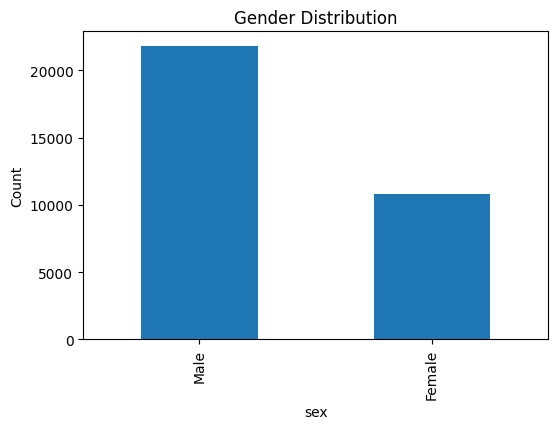 Gender Distribution
Count
20000
15000
10000
5000
0
Male
Female
sex